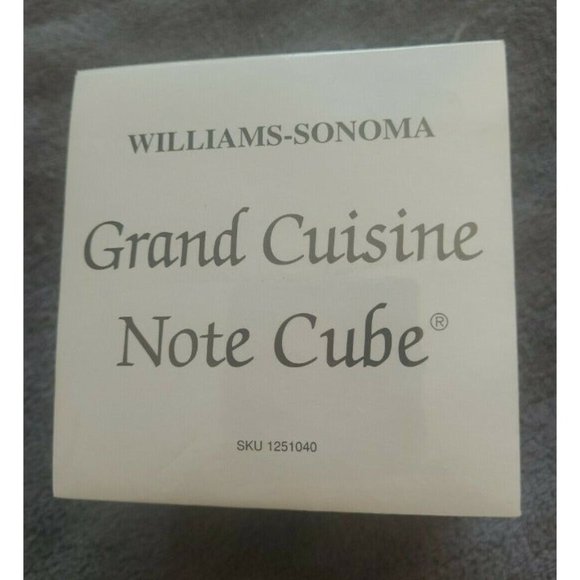 WILLIAMS-SONOMA
Grand Cuisine
Note Cube®
SKU 1251040